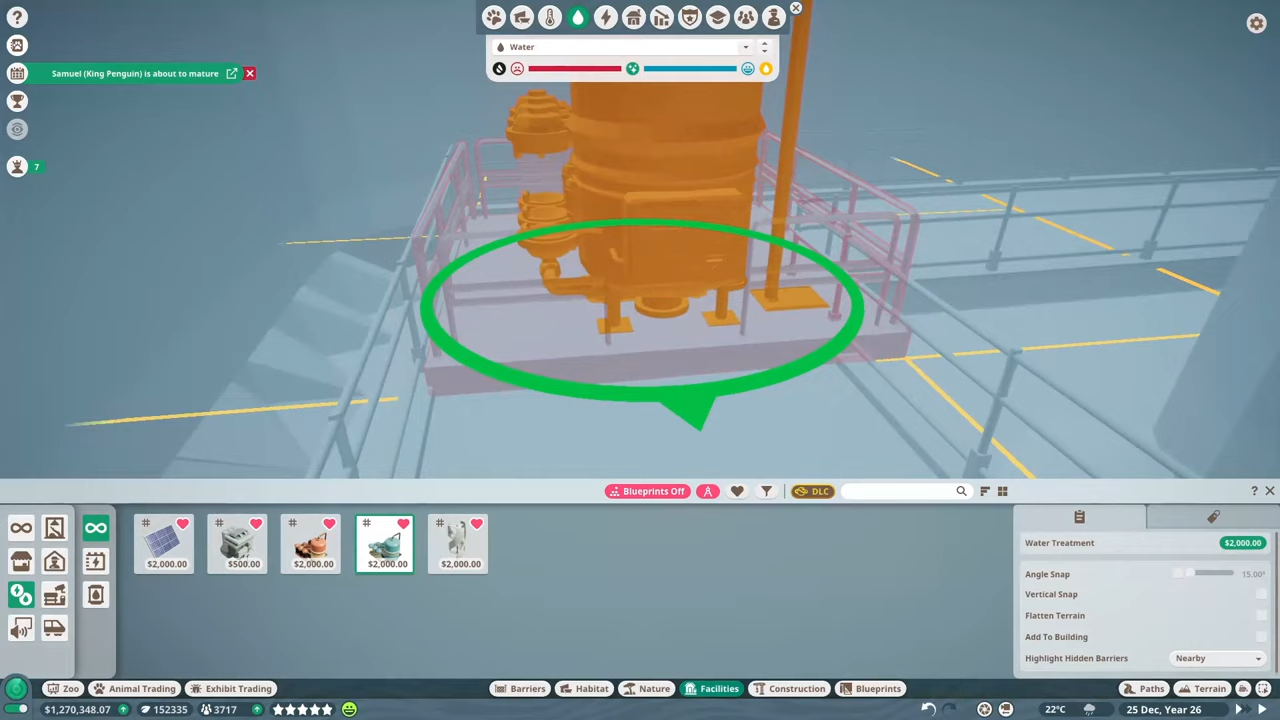 ?
Water
Samuel (King Penguin) is about to mature
7
Blueprints Off
DLC
?
# $2,000.00
# $500.00
# $2,000.00
# $2,000.00
# $2,000.00
Water Treatment $2,000.00
Angle Snap 15.00°
Vertical Snap
Flatten Terrain
Add To Building
Highlight Hidden Barriers Nearby
Zoo Animal Trading Exhibit Trading Barriers Habitat Nature Facilities Construction Blueprints Paths Terrain
$1,270,348.07 152335 3717 22°C 25 Dec, Year 26